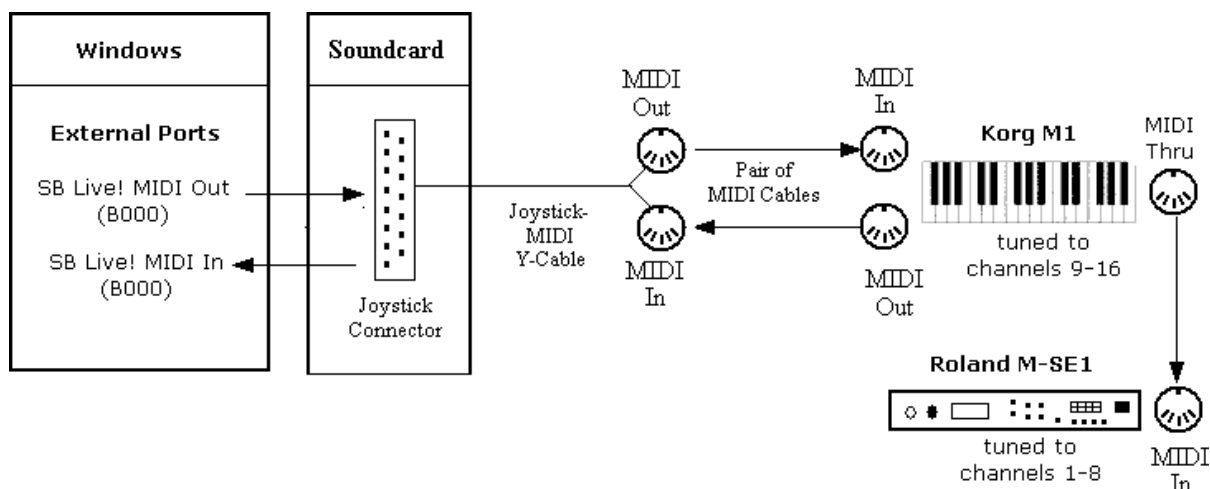 Windows
External Ports
SB Live! MIDI Out
(B000)
SB Live! MIDI In
(B000)
Soundcard
Joystick
Connector
Joystick-
MIDI
Y-Cable
MIDI
Out
MIDI
In
Pair of
MIDI Cables
MIDI
In
MIDI
Out
Korg M1
tuned to
channels 9-16
MIDI
Thru
Roland M-SE1
tuned to
channels 1-8
MIDI
In